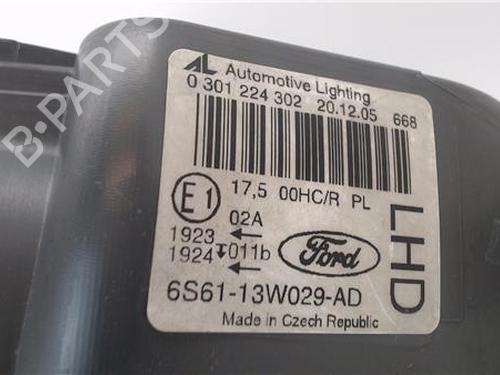 AL Automotive Lighting
0 301 224 302 20.12.05 668
E1 17,5 00HC/R PL
02A
1923
1924 011b
Ford
LHD
6S61-13W029-AD
Made in Czech Republic
B-PARTS